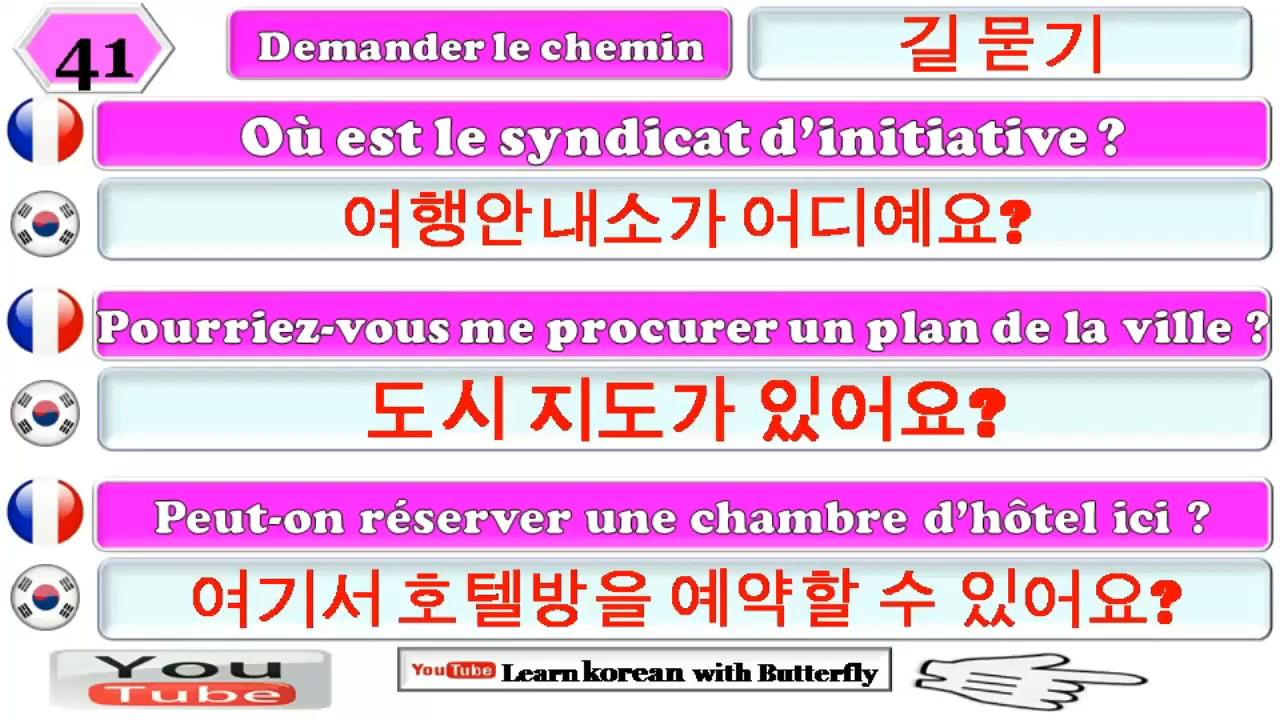 41
Demander le chemin
길 묻기
Où est le syndicat d'initiative ?
여행안내소가 어디예요?
Pourriez-vous me procurer un plan de la ville ?
도시 지도가 있어요?
Peut-on réserver une chambre d'hôtel ici ?
여기서 호텔방을 예약할 수 있어요?
You
Tube
YouTube Learn korean with Butterfly